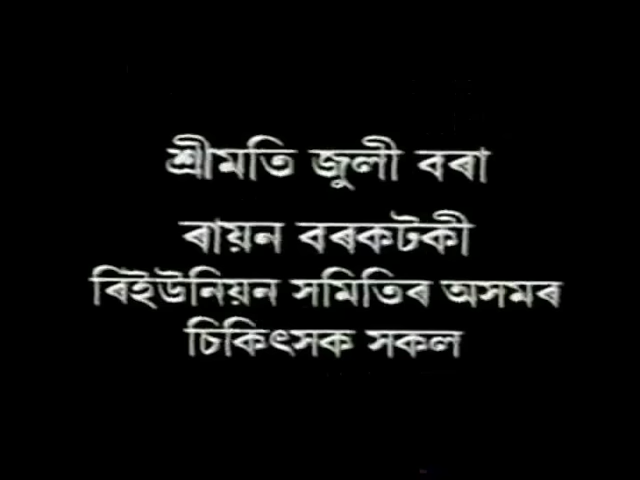 শ্ৰীমতি জুলী বৰা
ৰায়ন বৰকটকী
ৰিইউনিয়ন সমিতিৰ অসমৰ
চিকিৎসক সকল